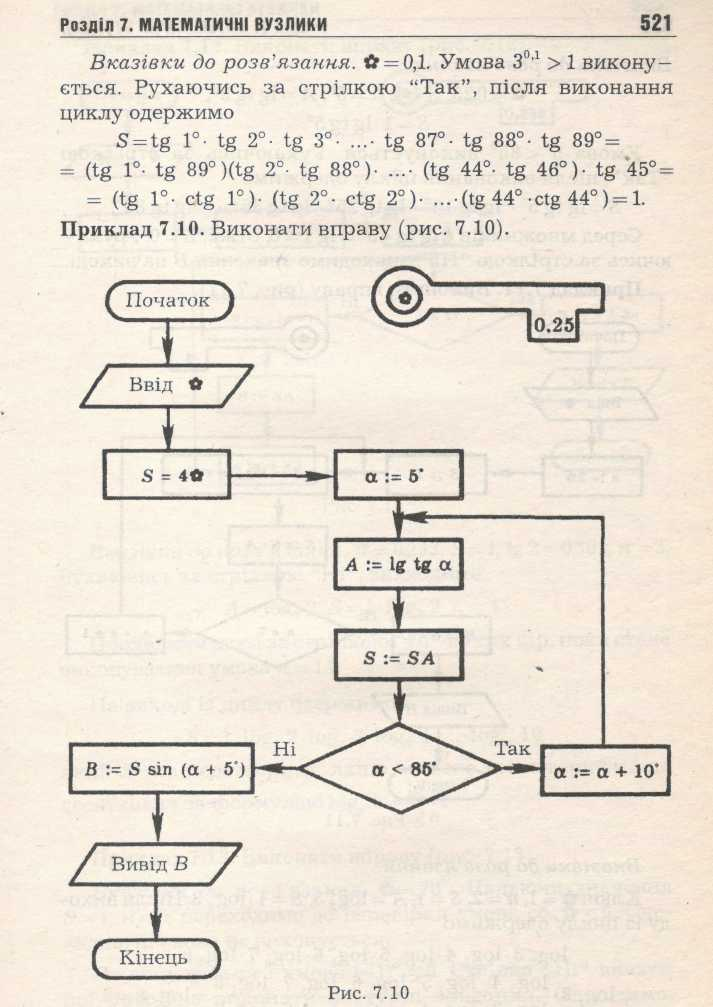 Розділ 7. МАТЕМАТИЧНІ ВУЗЛИКИ 521
Вказівки до розв’язання. ✿ = 0,1. Умова 3^0,1 > 1 викону–
ється. Рухаючись за стрілкою “Так”, після виконання
циклу одержимо
S = tg 1° · tg 2° · tg 3° · ... · tg 87° · tg 88° · tg 89° =
= (tg 1° · tg 89°)(tg 2° · tg 88°) · ... · (tg 44° · tg 46°) · tg 45° =
= (tg 1° · ctg 1°) · (tg 2° · ctg 2°) · ... · (tg 44° · ctg 44°) = 1.
Приклад 7.10. Виконати вправу (рис. 7.10).
Початок
✿
0,25
Ввід ✿
S = 4✿
α := 5°
A := lg tg α
S := SA
B := S sin (α + 5°)
Ні
α < 85°
Так
α := α + 10°
Вивід B
Кінець
Рис. 7.10